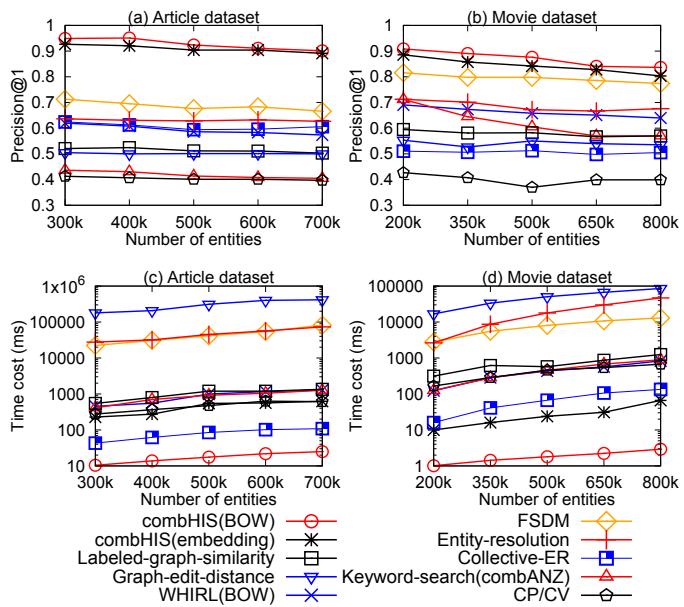 (a) Article dataset
(b) Movie dataset
Precision@1
1
0.9
0.8
0.7
0.6
0.5
0.4
0.3
300k 400k 500k 600k 700k
Number of entities
Precision@1
1
0.9
0.8
0.7
0.6
0.5
0.4
0.3
200k 350k 500k 650k 800k
Number of entities
(c) Article dataset
(d) Movie dataset
Time cost (ms)
1x10^6
100000
10000
1000
100
10
300k 400k 500k 600k 700k
Number of entities
Time cost (ms)
100000
10000
1000
100
10
1
200k 350k 500k 650k 800k
Number of entities
combHIS(BOW)
combHIS(embedding)
Labeled-graph-similarity
Graph-edit-distance
WHIRL(BOW)
FSDM
Entity-resolution
Collective-ER
Keyword-search(combANZ)
CP/CV